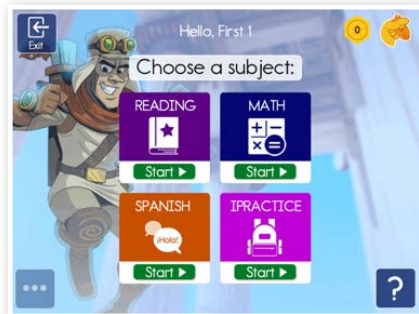 Exit
Hello, First 1
0
Choose a subject:
READING
MATH
Start
Start
SPANISH
IPRACTICE
¡Hola!
Start
Start
?